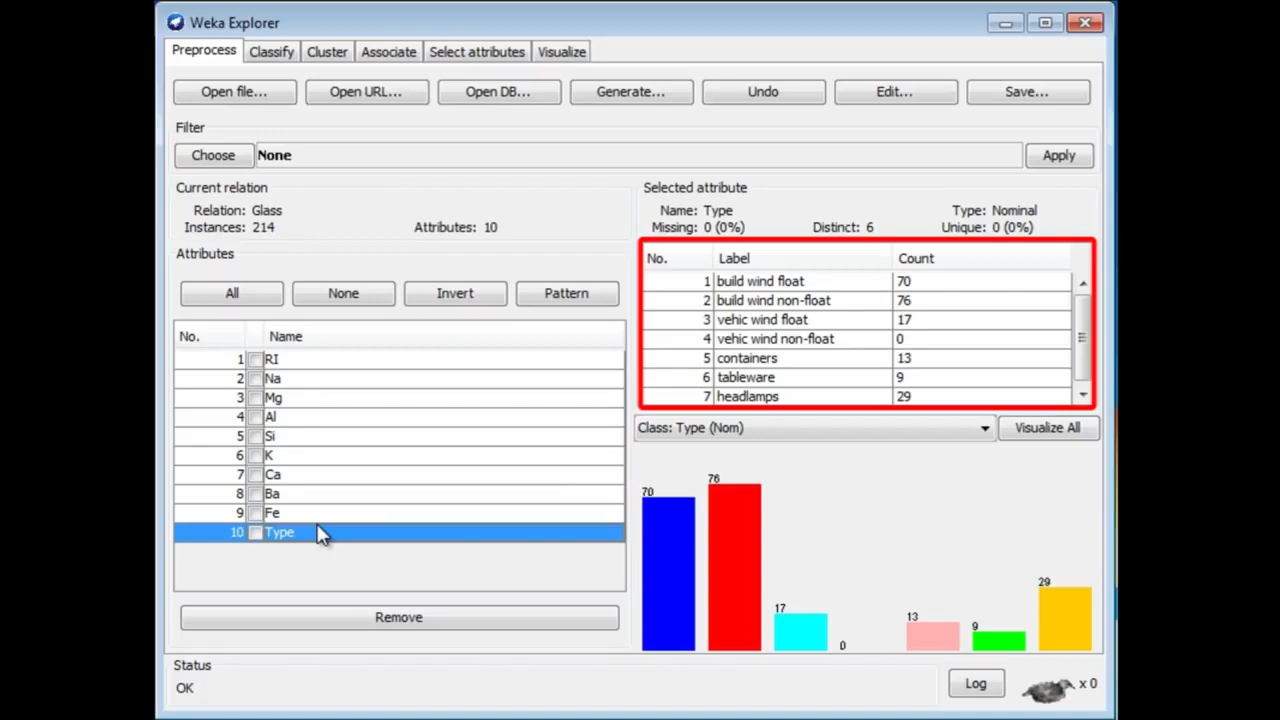 Weka Explorer
Preprocess Classify Cluster Associate Select attributes Visualize
Open file... Open URL... Open DB... Generate... Undo Edit... Save...
Filter
Choose None Apply
Current relation
Relation: Glass
Instances: 214 Attributes: 10
Attributes
All None Invert Pattern
No. Name
1 RI
2 Na
3 Mg
4 Al
5 Si
6 K
7 Ca
8 Ba
9 Fe
10 Type
Remove
Selected attribute
Name: Type Type: Nominal
Missing: 0 (0%) Distinct: 6 Unique: 0 (0%)
No. Label Count
1 build wind float 70
2 build wind non-float 76
3 vehic wind float 17
4 vehic wind non-float 0
5 containers 13
6 tableware 9
7 headlamps 29
Class: Type (Nom) Visualize All
70 76 17 0 13 9 29
Status
OK
Log x 0